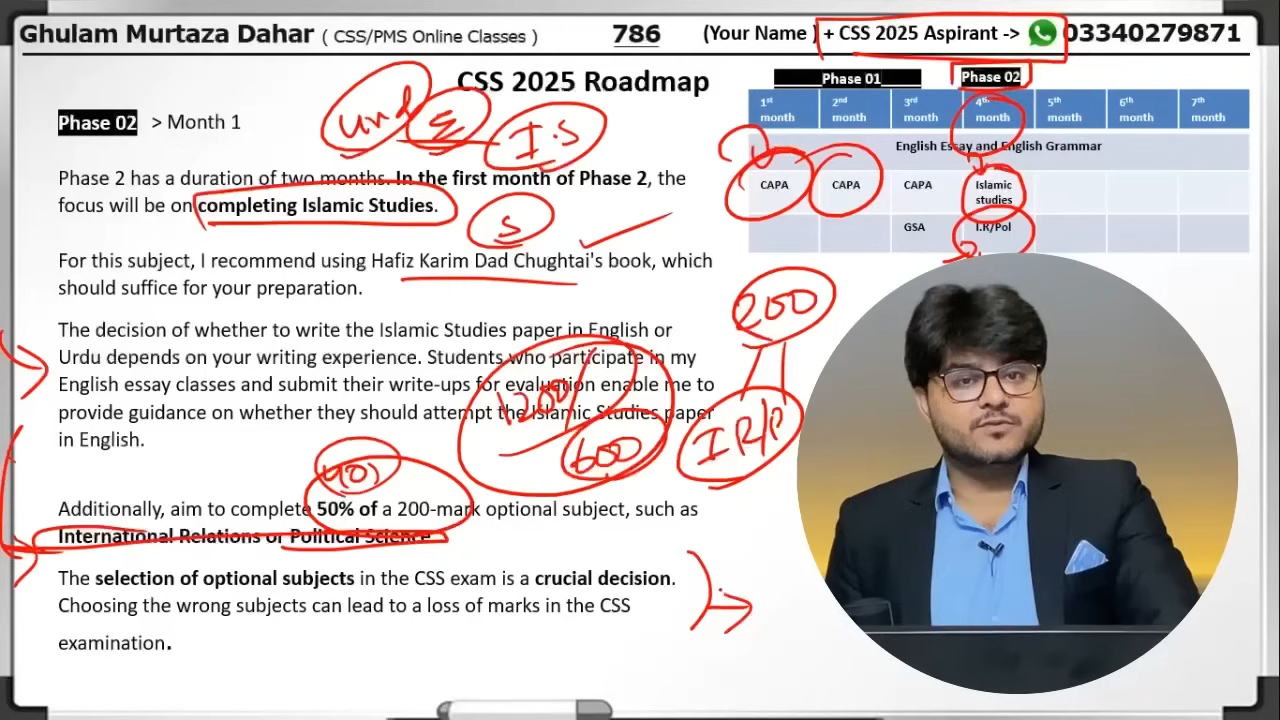 Ghulam Murtaza Dahar ( CSS/PMS Online Classes ) 786 (Your Name ) + CSS 2025 Aspirant -> 03340279871
CSS 2025 Roadmap
Phase 02 > Month 1
Phase 2 has a duration of two months. In the first month of Phase 2, the
focus will be on completing Islamic Studies.
For this subject, I recommend using Hafiz Karim Dad Chughtai's book, which
should suffice for your preparation.
The decision of whether to write the Islamic Studies paper in English or
Urdu depends on your writing experience. Students who participate in my
English essay classes and submit their write-ups for evaluation enable me to
provide guidance on whether they should attempt the Islamic Studies paper
in English.
Additionally, aim to complete 50% of a 200-mark optional subject, such as
International Relations or Political Science.
The selection of optional subjects in the CSS exam is a crucial decision.
Choosing the wrong subjects can lead to a loss of marks in the CSS
examination.
Phase 01 Phase 02
1st month 2nd month 3rd month 4th month 5th month 6th month 7th month
English Essay and English Grammar
CAPA CAPA CAPA Islamic studies
GSA I.R/Pol
I.S
S
200
1200/
600
I R/P